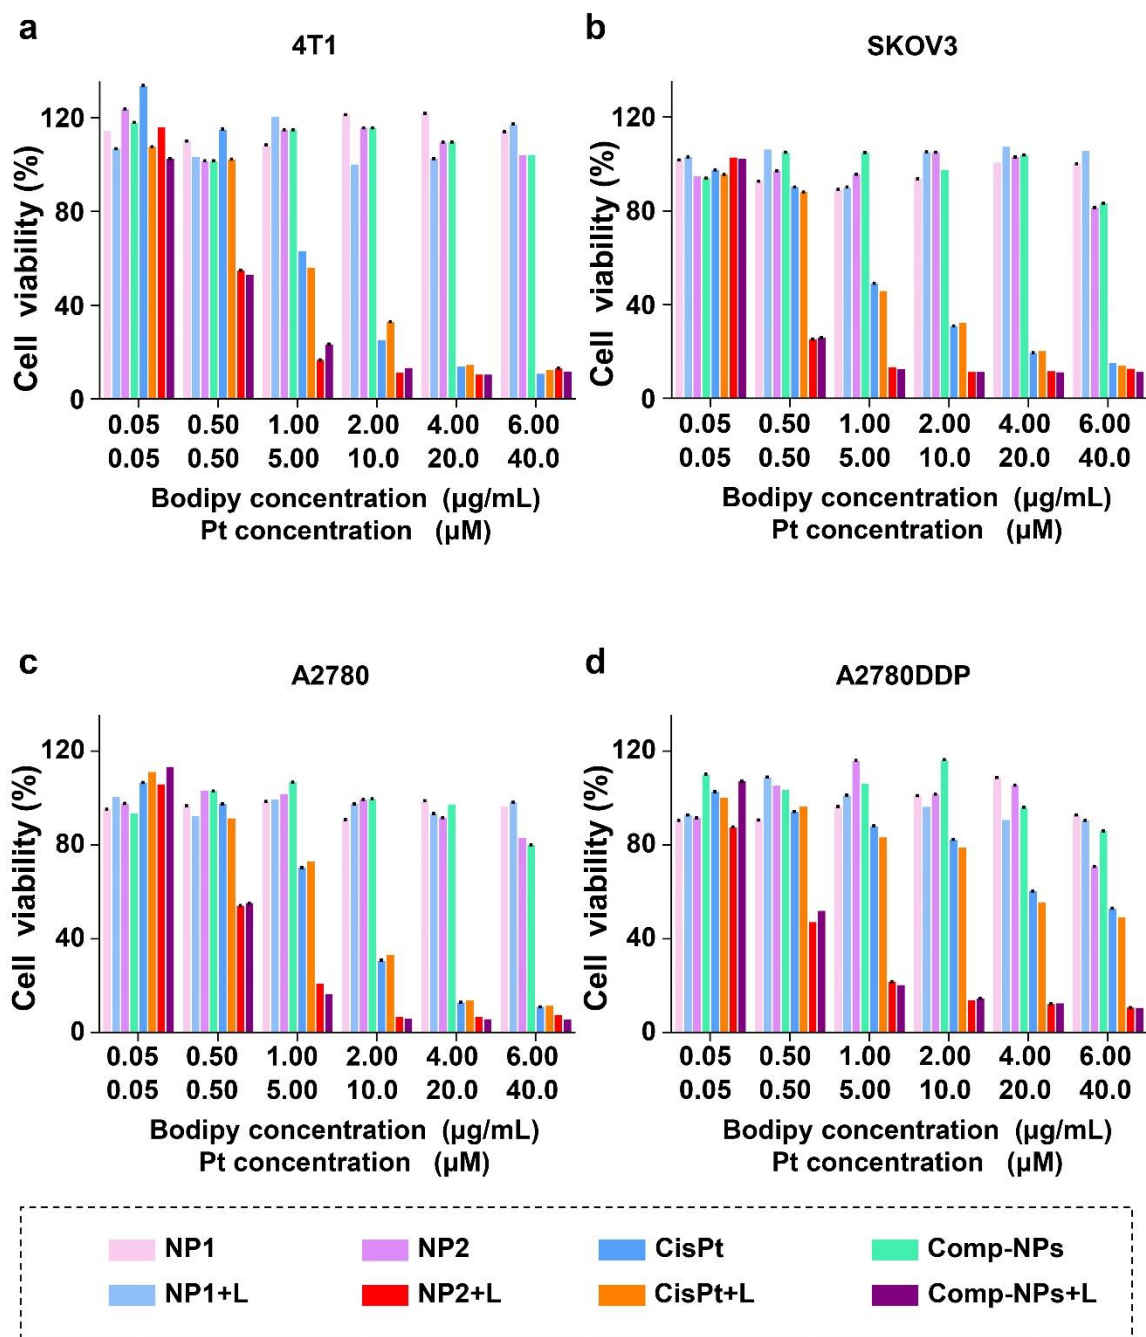 a
4T1
Cell viability (%)
120
80
40
0
0.05 0.50 1.00 2.00 4.00 6.00
0.05 0.50 5.00 10.0 20.0 40.0
Bodipy concentration (µg/mL)
Pt concentration (µM)
b
SKOV3
Cell viability (%)
120
80
40
0
0.05 0.50 1.00 2.00 4.00 6.00
0.05 0.50 5.00 10.0 20.0 40.0
Bodipy concentration (µg/mL)
Pt concentration (µM)
c
A2780
Cell viability (%)
120
80
40
0
0.05 0.50 1.00 2.00 4.00 6.00
0.05 0.50 5.00 10.0 20.0 40.0
Bodipy concentration (µg/mL)
Pt concentration (µM)
d
A2780DDP
Cell viability (%)
120
80
40
0
0.05 0.50 1.00 2.00 4.00 6.00
0.05 0.50 5.00 10.0 20.0 40.0
Bodipy concentration (µg/mL)
Pt concentration (µM)
NP1 NP2 CisPt Comp-NPs
NP1+L NP2+L CisPt+L Comp-NPs+L